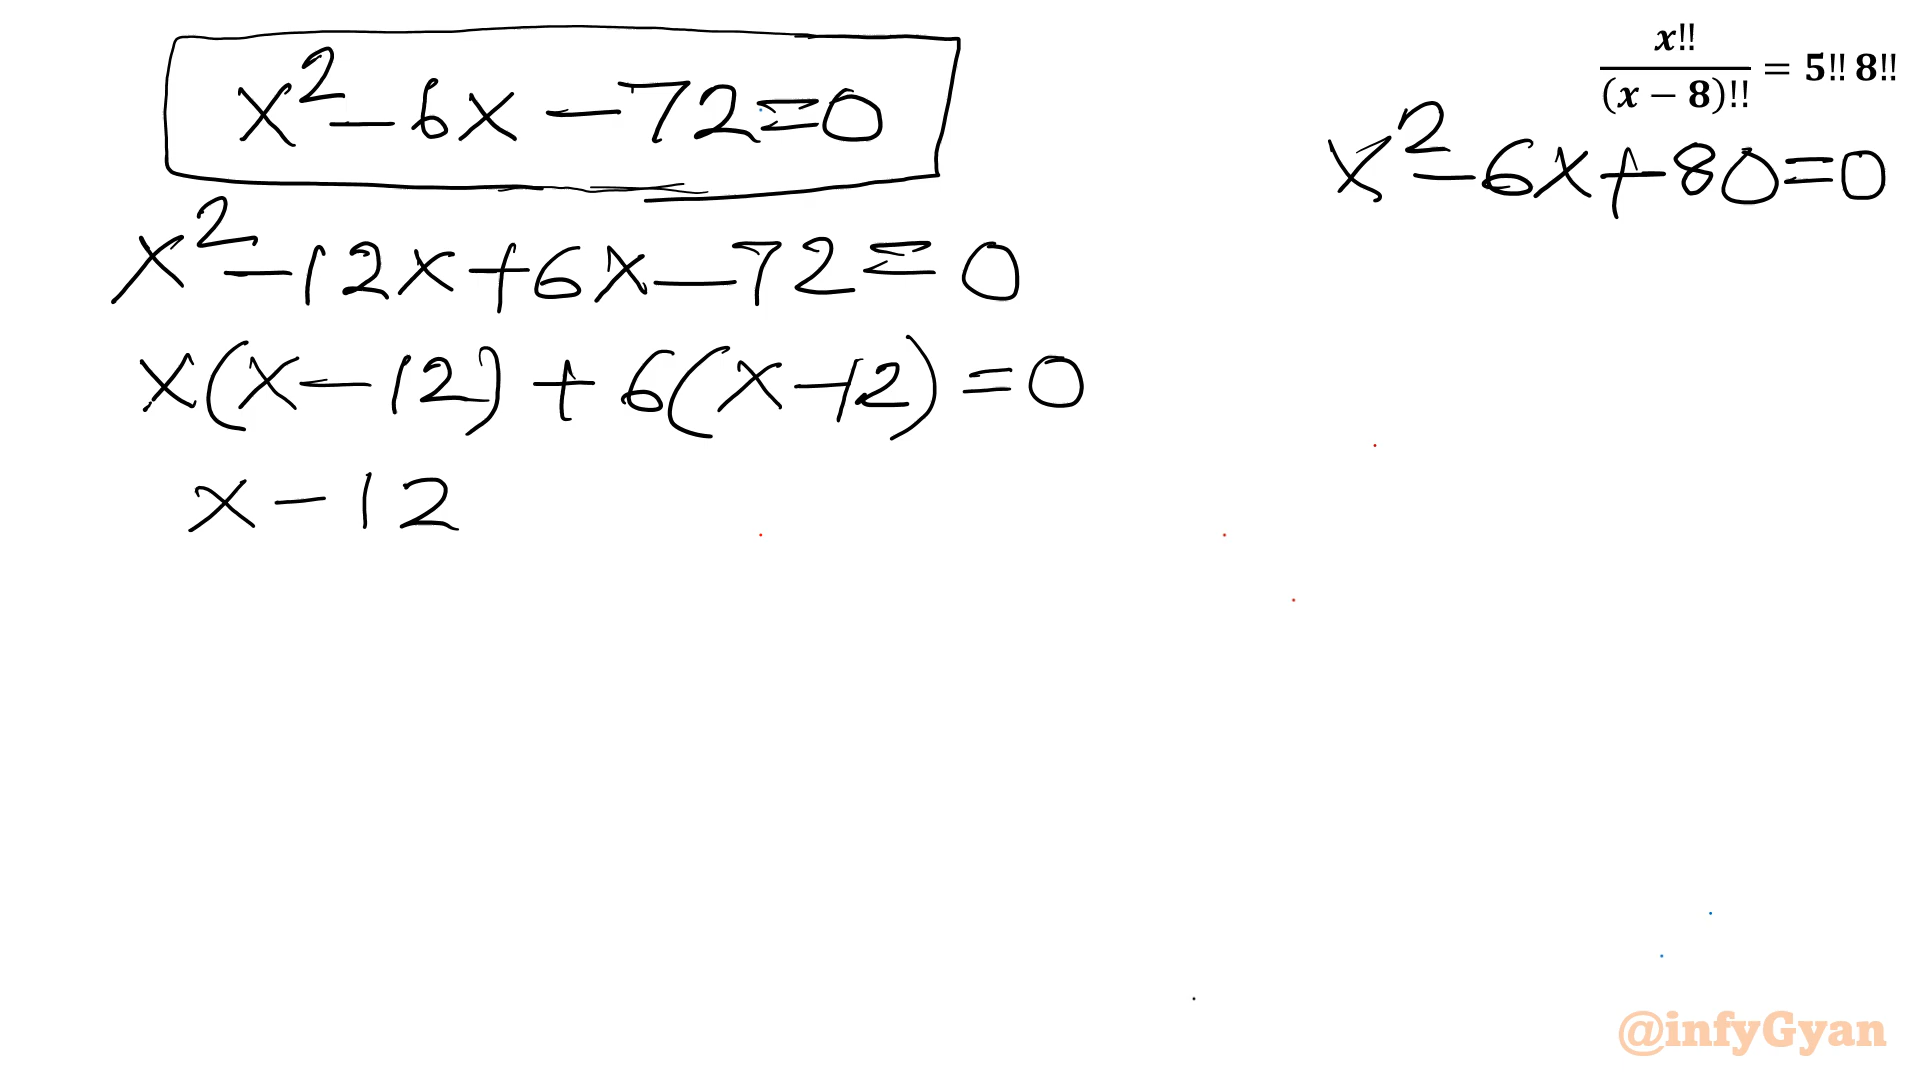 x² - 6x - 72 = 0
x² - 12x + 6x - 72 = 0
x(x - 12) + 6(x - 12) = 0
x - 12
x!!
(x − 8)!!
= 5!! 8!!
x² - 6x + 80 = 0
@infyGyan